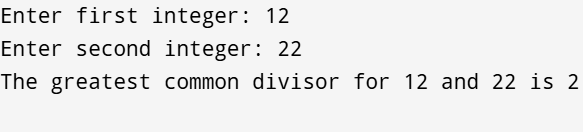 Enter first integer: 12
Enter second integer: 22
The greatest common divisor for 12 and 22 is 2